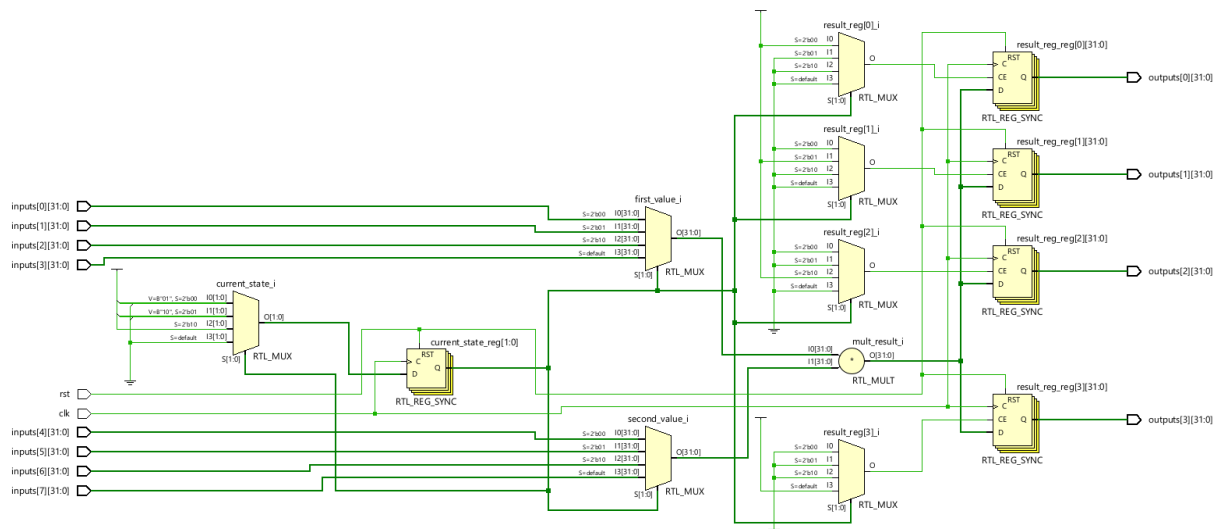 result_reg[0]_i
S=2'b00 I0
S=2'b01 I1
S=2'b10 I2
S=default I3
O
S[1:0]
RTL_MUX
result_reg_reg[0][31:0]
RST
C
CE Q
D
RTL_REG_SYNC
outputs[0][31:0]
result_reg[1]_i
S=2'b00 I0
S=2'b01 I1
S=2'b10 I2
S=default I3
O
S[1:0]
RTL_MUX
result_reg_reg[1][31:0]
RST
C
CE Q
D
RTL_REG_SYNC
outputs[1][31:0]
inputs[0][31:0]
inputs[1][31:0]
inputs[2][31:0]
inputs[3][31:0]
first_value_i
S=2'b00 I0[31:0]
S=2'b01 I1[31:0]
S=2'b10 I2[31:0]
S=default I3[31:0]
O[31:0]
S[1:0]
RTL_MUX
result_reg[2]_i
S=2'b00 I0
S=2'b01 I1
S=2'b10 I2
S=default I3
O
S[1:0]
RTL_MUX
result_reg_reg[2][31:0]
RST
C
CE Q
D
RTL_REG_SYNC
outputs[2][31:0]
current_state_i
V=B"01", S=2'b00 I0[1:0]
V=B"10", S=2'b01 I1[1:0]
S=2'b10 I2[1:0]
S=default I3[1:0]
O[1:0]
S[1:0]
RTL_MUX
current_state_reg[1:0]
RST
C
Q
D
RTL_REG_SYNC
mult_result_i
I0[31:0]
I1[31:0]
*
O[31:0]
RTL_MULT
rst
clk
inputs[4][31:0]
inputs[5][31:0]
inputs[6][31:0]
inputs[7][31:0]
second_value_i
S=2'b00 I0[31:0]
S=2'b01 I1[31:0]
S=2'b10 I2[31:0]
S=default I3[31:0]
O[31:0]
S[1:0]
RTL_MUX
result_reg[3]_i
S=2'b00 I0
S=2'b01 I1
S=2'b10 I2
S=default I3
O
S[1:0]
RTL_MUX
result_reg_reg[3][31:0]
RST
C
CE Q
D
RTL_REG_SYNC
outputs[3][31:0]